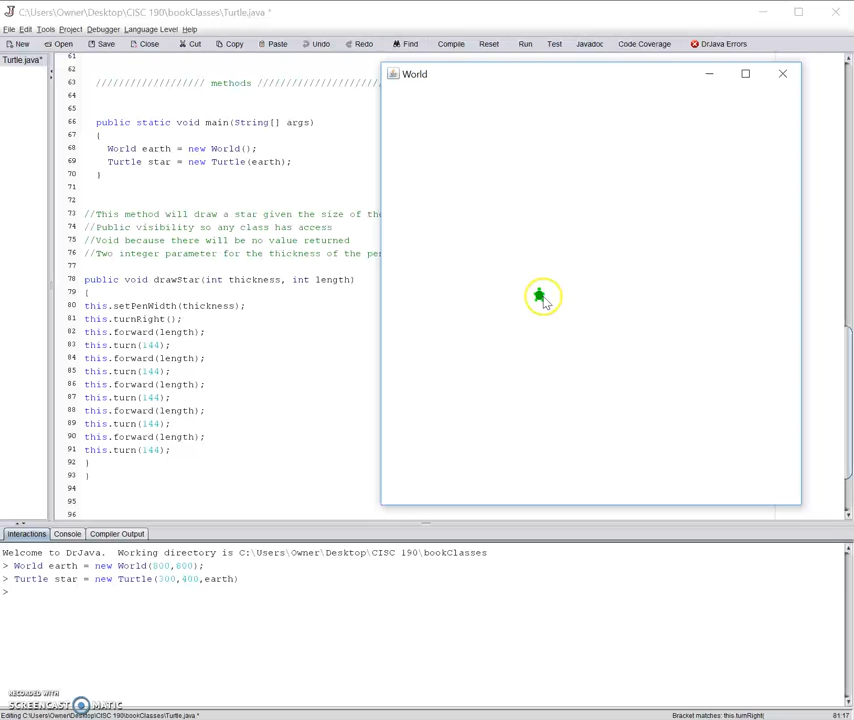 C:\Users\Owner\Desktop\CISC 190\bookClasses\Turtle.java *
File Edit Tools Project Debugger Language Level Help
New Open Save Close Cut Copy Paste Undo Redo Find Compile Reset Run Test Javadoc Code Coverage DrJava Errors
Turtle.java*
World
61
62
63 /////////////////// methods ///////////////////////
64
65
66 public static void main(String[] args)
67 {
68 World earth = new World();
69 Turtle star = new Turtle(earth);
70 }
71
72
73 //This method will draw a star given the size of the
74 //Public visibility so any class has access
75 //Void because there will be no value returned
76 //Two integer parameter for the thickness of the pe
77
78 public void drawStar(int thickness, int length)
79 {
80 this.setPenWidth(thickness);
81 this.turnRight();
82 this.forward(length);
83 this.turn(144);
84 this.forward(length);
85 this.turn(144);
86 this.forward(length);
87 this.turn(144);
88 this.forward(length);
89 this.turn(144);
90 this.forward(length);
91 this.turn(144);
92 }
93 }
94
95
96
Interactions Console Compiler Output
Welcome to DrJava. Working directory is C:\Users\Owner\Desktop\CISC 190\bookClasses
> World earth = new World(800,800);
> Turtle star = new Turtle(300,400,earth)
>
RECORDED WITH
SCREENCAST MATIC
Editing C:\Users\Owner\Desktop\CISC 190\bookClasses\Turtle.java * Bracket matches: this.turnRight( 81:17